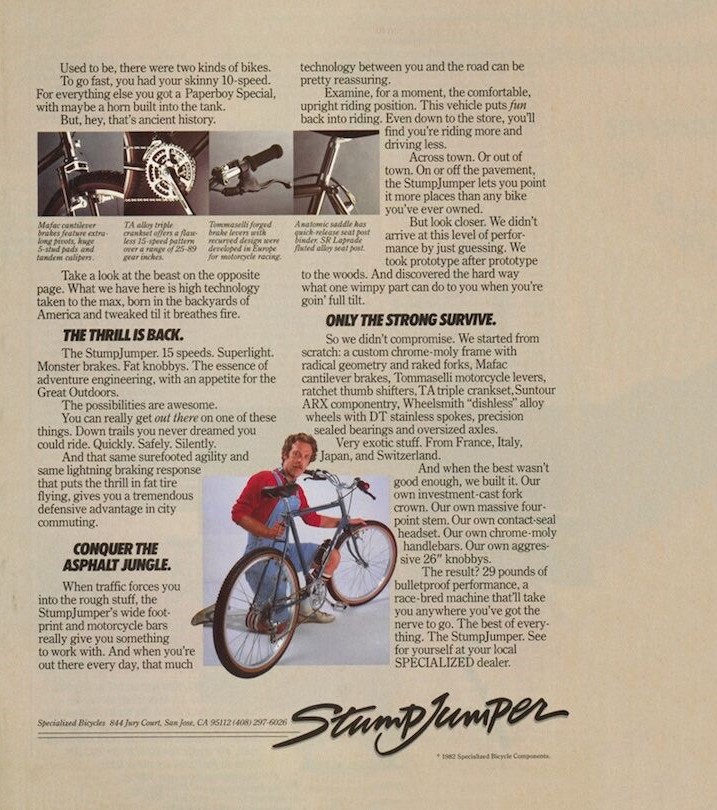 Used to be, there were two kinds of bikes.
To go fast, you had your skinny 10-speed.
For everything else you got a Paperboy Special,
with maybe a horn built into the tank.
But, hey, that's ancient history.
Mafac cantilever
brakes feature extra-
long pivots, huge
5-stud pads and
tandem calipers.
TA alloy triple
crankset offers a flaw-
less 15-speed pattern
over a range of 25-89
gear inches.
Tommaselli forged
brake levers with
recurved design were
developed in Europe
for motorcycle racing.
Anatomic saddle has
quick-release seat post
binder. SR Laprade
fluted alloy seat post.
Take a look at the beast on the opposite
page. What we have here is high technology
taken to the max, born in the backyards of
America and tweaked til it breathes fire.
THE THRILL IS BACK.
The StumpJumper. 15 speeds. Superlight.
Monster brakes. Fat knobbys. The essence of
adventure engineering, with an appetite for the
Great Outdoors.
The possibilities are awesome.
You can really get out there on one of these
things. Down trails you never dreamed you
could ride. Quickly. Safely. Silently.
And that same surefooted agility and
same lightning braking response
that puts the thrill in fat tire
flying, gives you a tremendous
defensive advantage in city
commuting.
CONQUER THE
ASPHALT JUNGLE.
When traffic forces you
into the rough stuff, the
StumpJumper's wide foot-
print and motorcycle bars
really give you something
to work with. And when you're
out there every day, that much
technology between you and the road can be
pretty reassuring.
Examine, for a moment, the comfortable,
upright riding position. This vehicle puts fun
back into riding. Even down to the store, you'll
find you're riding more and
driving less.
Across town. Or out of
town. On or off the pavement,
the StumpJumper lets you point
it more places than any bike
you've ever owned.
But look closer. We didn't
arrive at this level of perfor-
mance by just guessing. We
took prototype after prototype
to the woods. And discovered the hard way
what one wimpy part can do to you when you're
goin' full tilt.
ONLY THE STRONG SURVIVE.
So we didn't compromise. We started from
scratch: a custom chrome-moly frame with
radical geometry and raked forks, Mafac
cantilever brakes, Tommaselli motorcycle levers,
ratchet thumb shifters, TA triple crankset, Suntour
ARX componentry, Wheelsmith "dishless" alloy
wheels with DT stainless spokes, precision
sealed bearings and oversized axles.
Very exotic stuff. From France, Italy,
Japan, and Switzerland.
And when the best wasn't
good enough, we built it. Our
own investment-cast fork
crown. Our own massive four-
point stem. Our own contact-seal
headset. Our own chrome-moly
handlebars. Our own aggres-
sive 26" knobbys.
The result? 29 pounds of
bulletproof performance, a
race-bred machine that'll take
you anywhere you've got the
nerve to go. The best of every-
thing. The StumpJumper. See
for yourself at your local
SPECIALIZED dealer.
Specialized Bicycles 844 Jury Court, San Jose, CA 95112 (408) 297-6026
StumpJumper
© 1982 Specialized Bicycle Components.